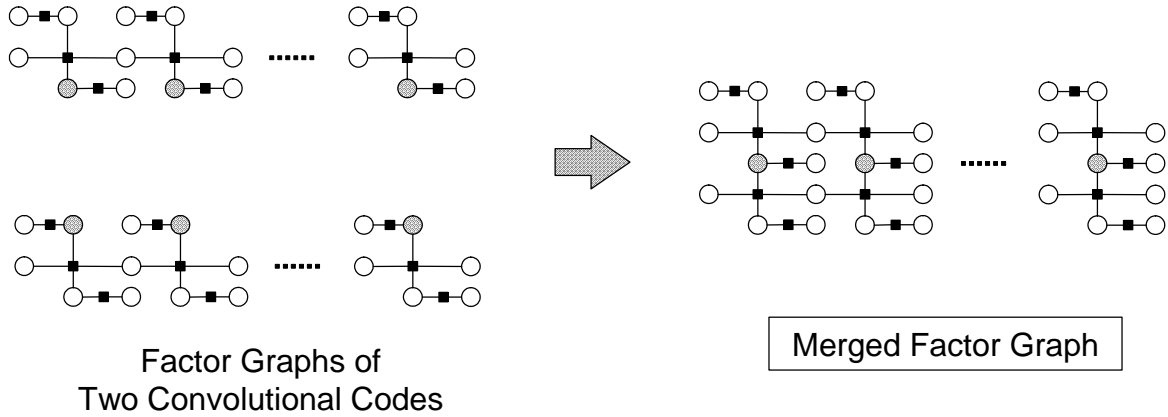 Merged Factor Graph
Factor Graphs of
Two Convolutional Codes